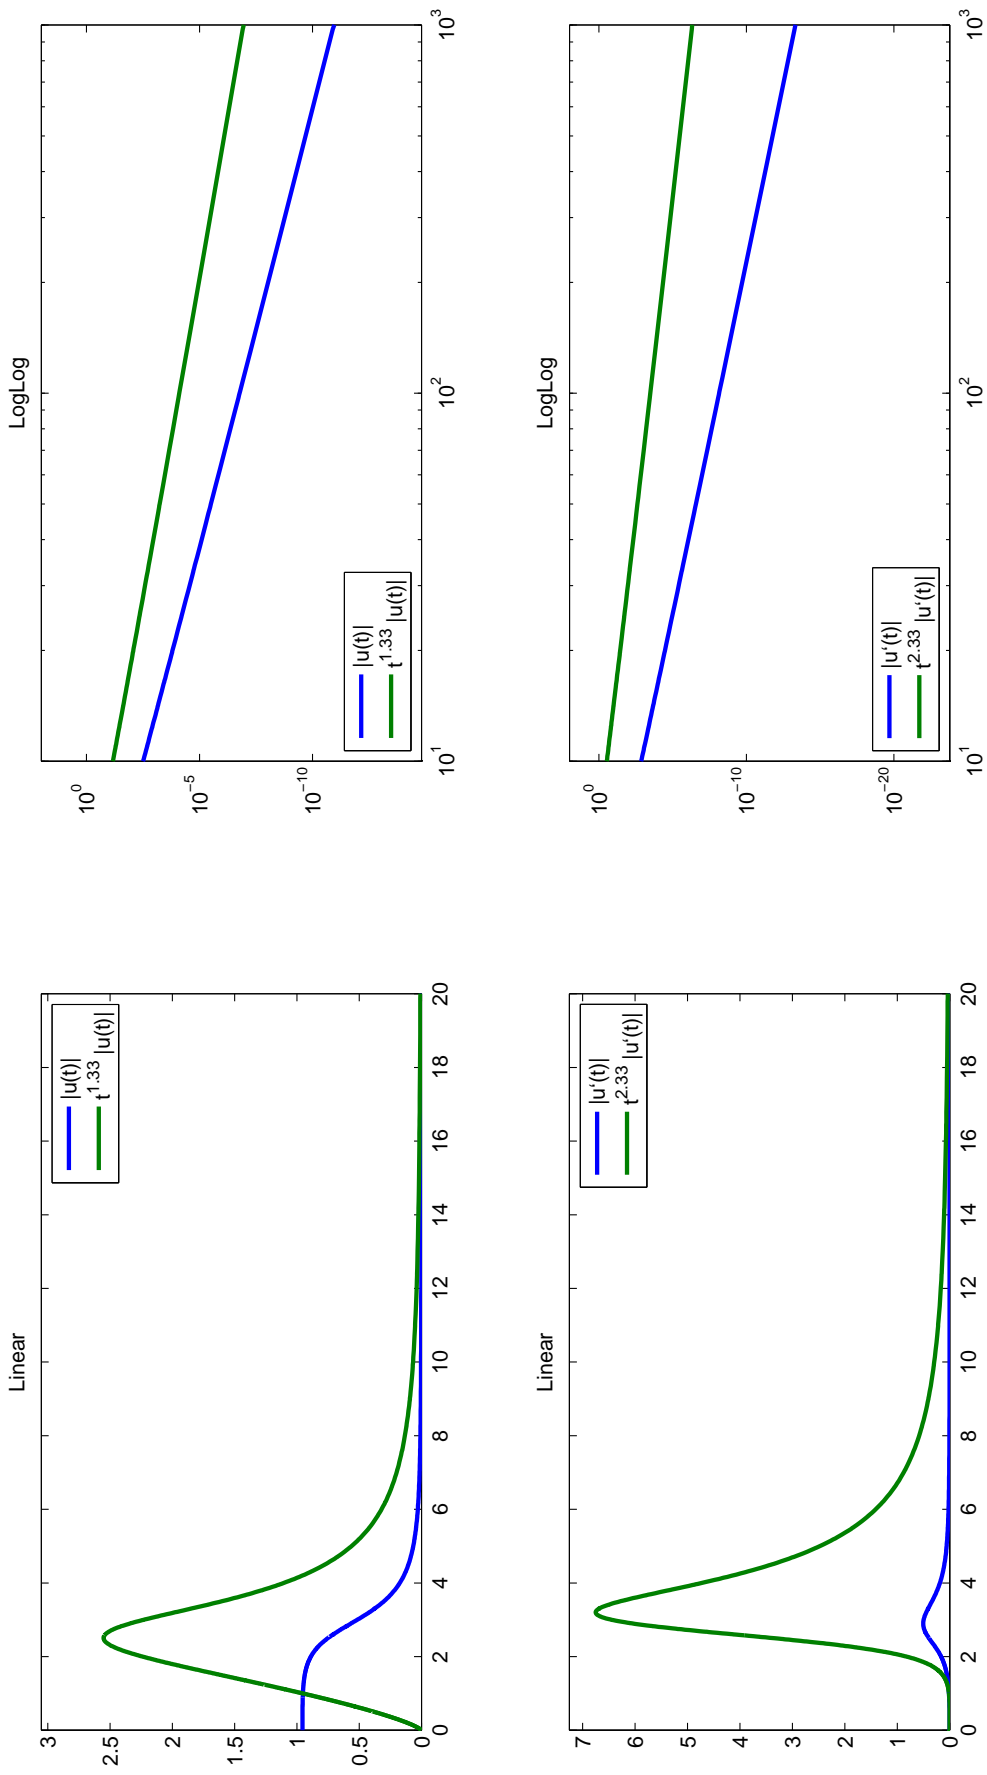 Linear
3
2.5
2
1.5
1
0.5
0
|u(t)|
t^1.33 |u(t)|
0 2 4 6 8 10 12 14 16 18 20
LogLog
10^0
10^−5
10^−10
|u(t)|
t^1.33 |u(t)|
10^1 10^2 10^3
Linear
7
6
5
4
3
2
1
0
|u‘(t)|
t^2.33 |u‘(t)|
0 2 4 6 8 10 12 14 16 18 20
LogLog
10^0
10^−10
10^−20
|u‘(t)|
t^2.33 |u‘(t)|
10^1 10^2 10^3